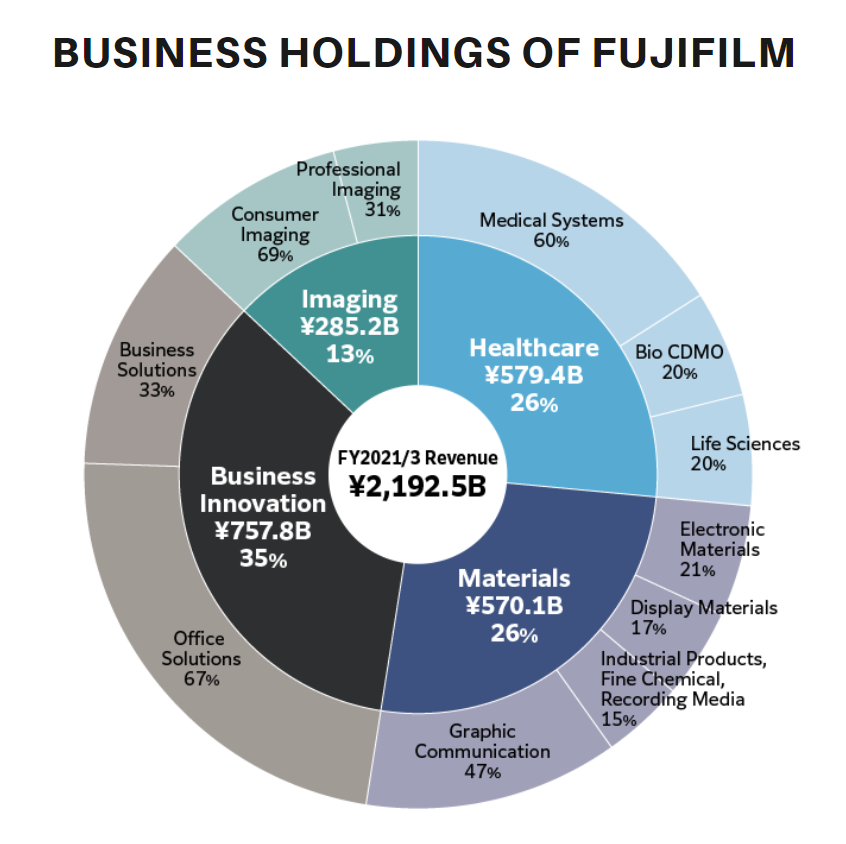 BUSINESS HOLDINGS OF FUJIFILM
Professional
Imaging
31%
Consumer
Imaging
69%
Medical Systems
60%
Imaging
¥285.2B
13%
Healthcare
¥579.4B
26%
Bio CDMO
20%
Business
Solutions
33%
Life Sciences
20%
FY2021/3 Revenue
¥2,192.5B
Business
Innovation
¥757.8B
35%
Electronic
Materials
21%
Materials
¥570.1B
26%
Display Materials
17%
Office
Solutions
67%
Industrial Products,
Fine Chemical,
Recording Media
15%
Graphic
Communication
47%